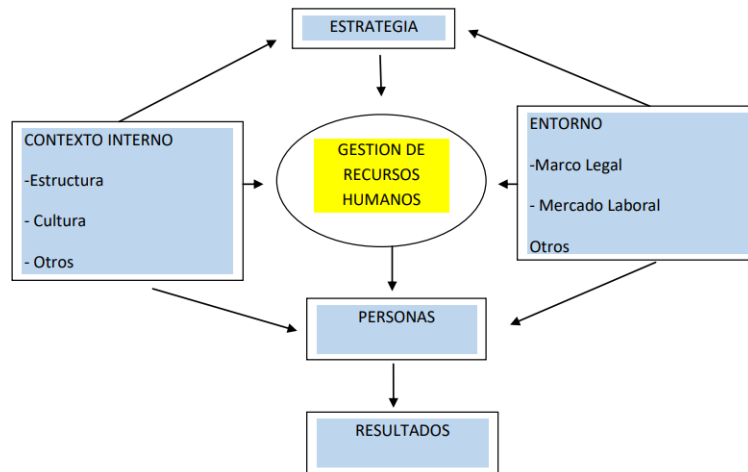 ESTRATEGIA
CONTEXTO INTERNO
-Estructura
- Cultura
- Otros
GESTION DE
RECURSOS
HUMANOS
ENTORNO
-Marco Legal
- Mercado Laboral
Otros
PERSONAS
RESULTADOS